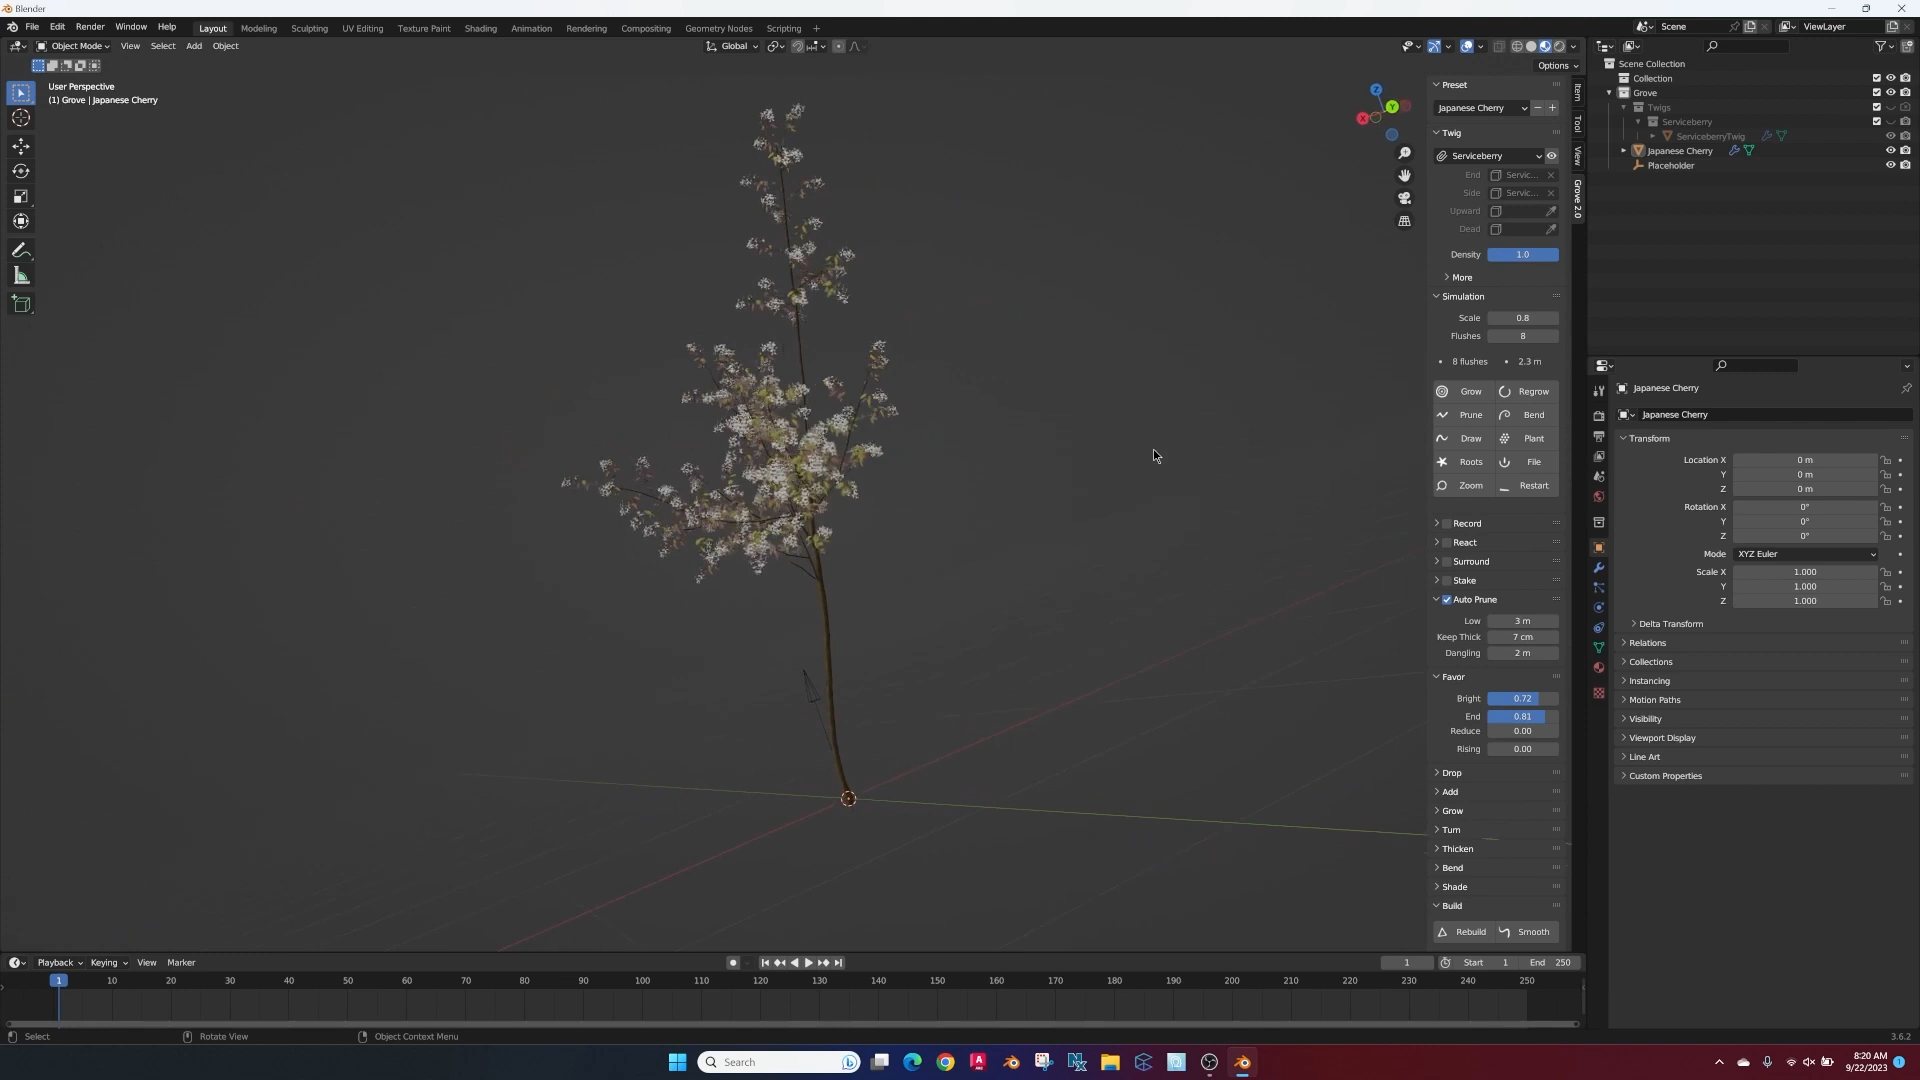 Blender
File Edit Render Window Help Layout Modeling Sculpting UV Editing Texture Paint Shading Animation Rendering Compositing Geometry Nodes Scripting +
Scene ViewLayer
Object Mode View Select Add Object Global
Options
User Perspective
(1) Grove | Japanese Cherry
Z
Y
X
Preset
Japanese Cherry
Twig
Serviceberry
End Servic...
Side Servic...
Upward
Dead
Density 1.0
More
Simulation
Scale 0.8
Flushes 8
• 8 flushes • 2.3 m
Grow Regrow
Prune Bend
Draw Plant
Roots File
Zoom Restart
Record
React
Surround
Stake
Auto Prune
Low 3 m
Keep Thick 7 cm
Dangling 2 m
Favor
Bright 0.72
End 0.81
Reduce 0.00
Rising 0.00
Drop
Add
Grow
Turn
Thicken
Bend
Shade
Build
Rebuild Smooth
Item
Tool
View
Grove 2.0
Scene Collection
Collection
Grove
Twigs
Serviceberry
ServiceberryTwig
Japanese Cherry
Placeholder
Japanese Cherry
Japanese Cherry
Transform
Location X 0 m
Y 0 m
Z 0 m
Rotation X 0°
Y 0°
Z 0°
Mode XYZ Euler
Scale X 1.000
Y 1.000
Z 1.000
Delta Transform
Relations
Collections
Instancing
Motion Paths
Visibility
Viewport Display
Line Art
Custom Properties
Playback Keying View Marker
1 Start 1 End 250
1 10 20 30 40 50 60 70 80 90 100 110 120 130 140 150 160 170 180 190 200 210 220 230 240 250
Select Rotate View Object Context Menu
3.6.2
Search
8:20 AM
9/22/2023
1